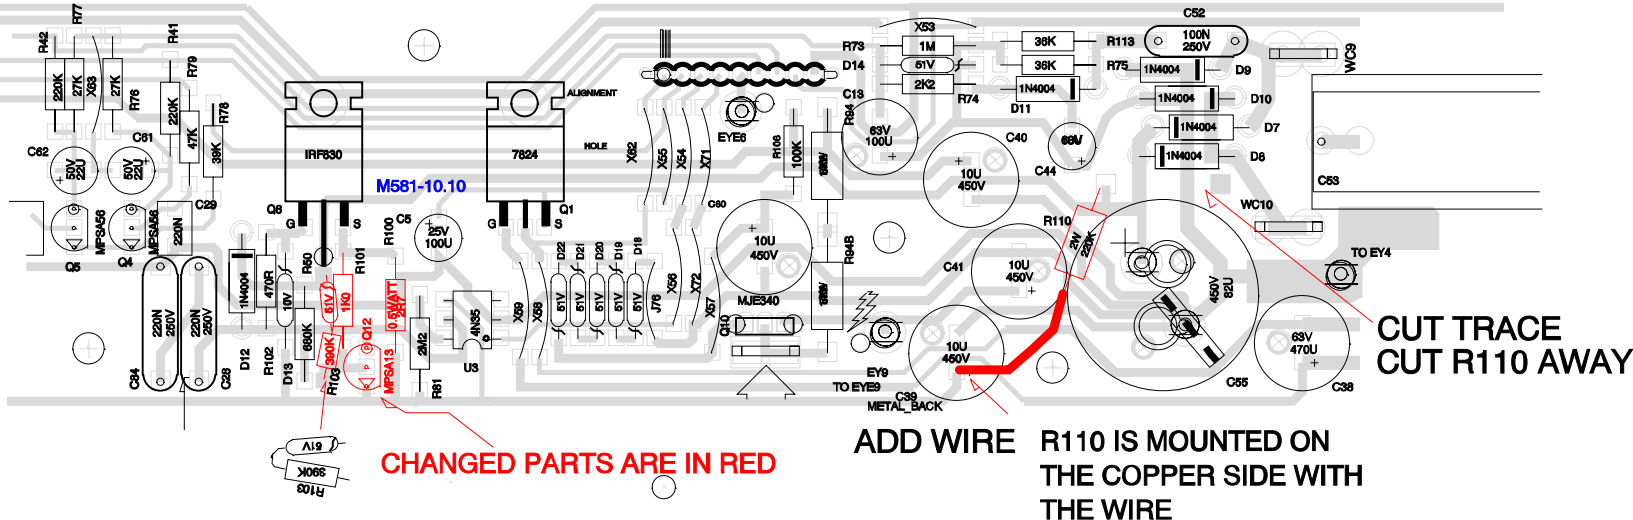 R77
R42
R41
R79
220K
27K
X63
27K
R76
220K
R78
47K
39K
C62
C61
50V
22U
50V
22U
MPSA56
MPSA56
Q5
Q4
C29
220N
IRF630
Q6
G
S
M581-10.10
7824
G
S
Q1
ALIGNMENT
HOLE
C5
25V
100U
R100
R101
R50
1N4004
470R
10V
680K
51V
1K0
390K
Q12
MPSA13
0.5WATT
2R7
2M2
R81
4N35
U3
220N
250V
220N
250V
C84
C28
D12
R102
D13
R103
51V
390K
R103
CHANGED PARTS ARE IN RED
X59
X58
D22
D21
D20
D19
D18
51V
51V
51V
51V
51V
J76
X62
X55
X54
X71
X56
X72
X57
EYE6
C60
10U
450V
MJE340
Q10
R106
100K
R94
R94B
TO EYE9
EY9
METAL_BACK
C39
10U
450V
C41
10U
450V
C40
10U
450V
C13
63V
100U
R73
D14
X53
1M
51V
2K2
R74
36K
36K
1N4004
D11
R113
R75
C44
C52
100N
250V
1N4004
D9
1N4004
D10
1N4004
D7
1N4004
D8
WC9
C53
WC10
R110
2W
220K
450V
82U
C55
TO EY4
63V
470U
C38
CUT TRACE
CUT R110 AWAY
ADD WIRE
R110 IS MOUNTED ON
THE COPPER SIDE WITH
THE WIRE